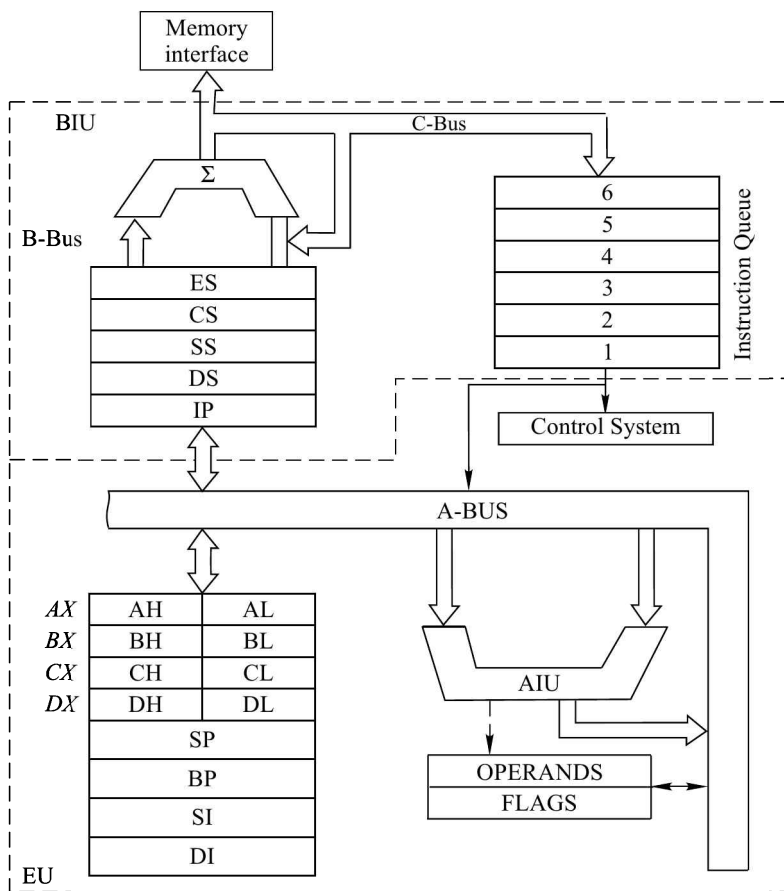 Memory
interface
BIU
C-Bus
Σ
B-Bus
ES
CS
SS
DS
IP
6
5
4
3
2
1
Instruction Queue
Control System
A-BUS
AX AH AL
BX BH BL
CX CH CL
DX DH DL
SP
BP
SI
DI
AIU
OPERANDS
FLAGS
EU